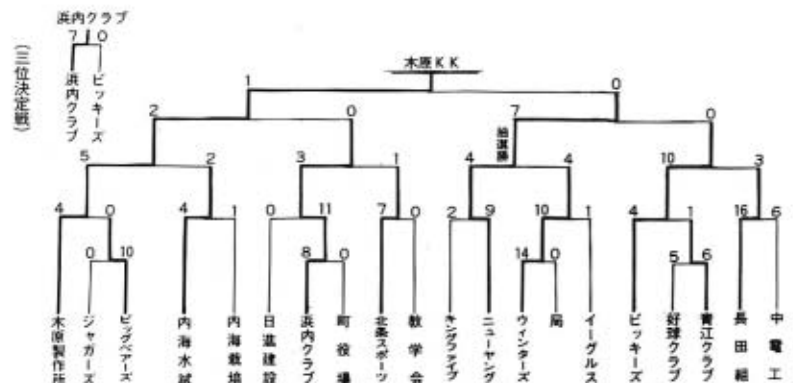 浜内クラブ
7 0
浜内クラブ
ビッキーズ
(三位決定戦)
木原KK
1 0
2 0 7 0
抽選勝
5 2 3 1 4 4 10 3
4 0 4 1 0 11 7 0 2 9 10 1 4 1 16 6
0 10 8 0 14 0 5 6
木原製作所
ジャガーズ
ビッグベアーズ
内海水
内海栽培
日進建設
浜内クラブ
町役場
北条スポーツ
教学会
キングファイブ
ニューヤング
ウィンターズ
局
イーグルス
ビッキーズ
好球クラブ
青江クラブ
長田組
中電工